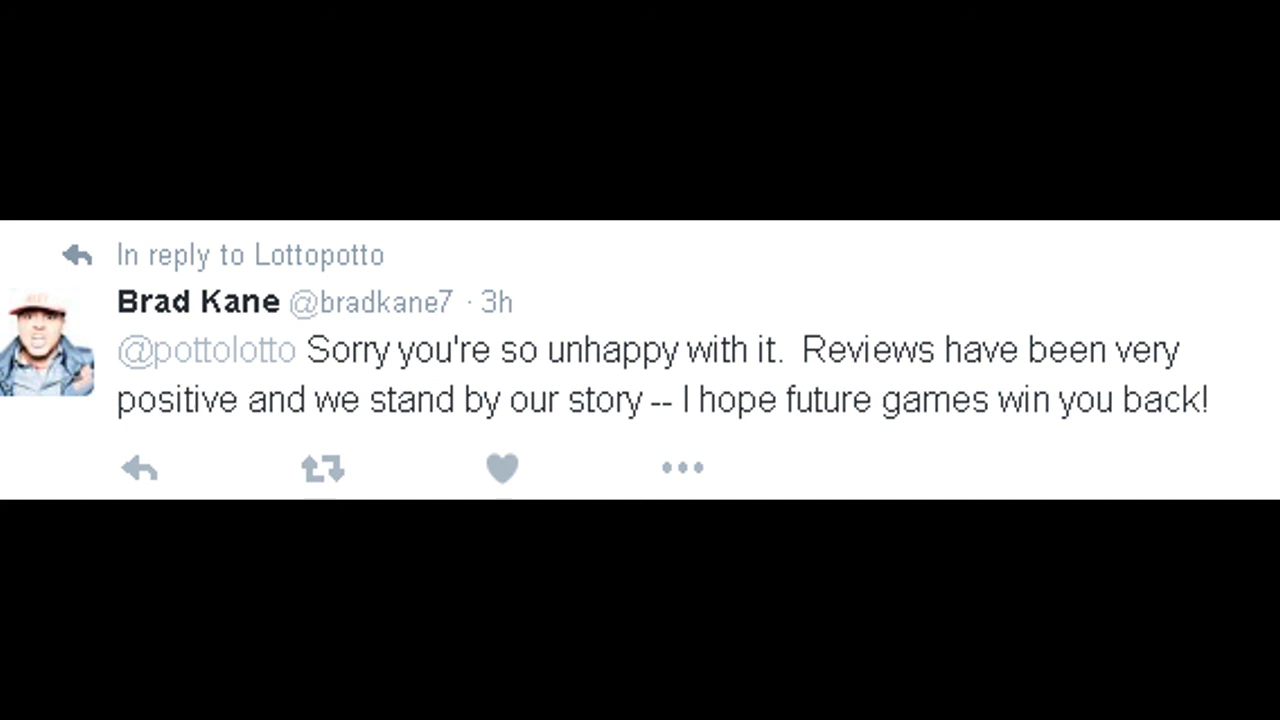 In reply to Lottopotto
Brad Kane @bradkane7 · 3h
@pottolotto Sorry you're so unhappy with it.  Reviews have been very
positive and we stand by our story -- I hope future games win you back!